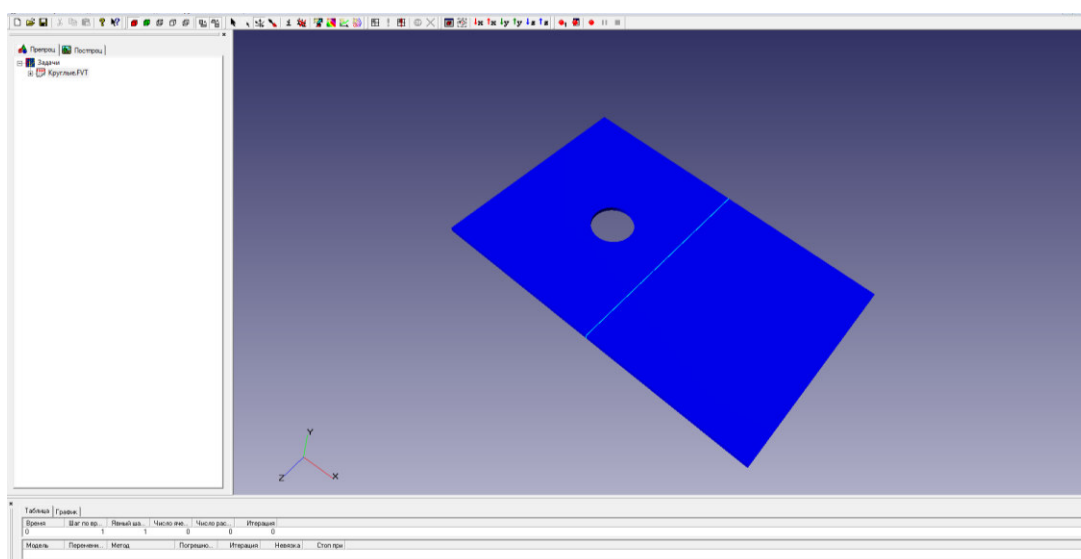 Препроц Постпроц
Задачи
Круглые.FVT
Y
Z X
Таблица График
Время Шаг по вр... Явный ша... Число яче... Число рас... Итерация
0 1 1 0 0 0
Модель Перемени... Метод Погрешно... Итерация Невязка Стоп при